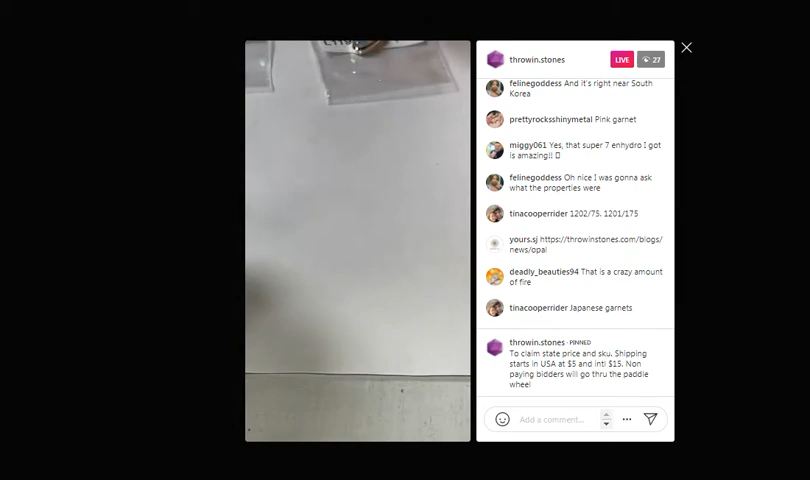 throwin.stones
LIVE
27
felinegoddess And it's right near South
Korea
prettyrocksshinymetal Pink garnet
miggy061 Yes, that super 7 enhydro I got
is amazing!!
felinegoddess Oh nice I was gonna ask
what the properties were
tinacooperrider 1202/75. 1201/175
yours.sj https://throwinstones.com/blogs/
news/opal
deadly_beauties94 That is a crazy amount
of fire
tinacooperrider Japanese garnets
throwin.stones · PINNED
To claim state price and sku. Shipping
starts in USA at $5 and intl $15. Non
paying bidders will go thru the paddle
wheel
Add a comment...